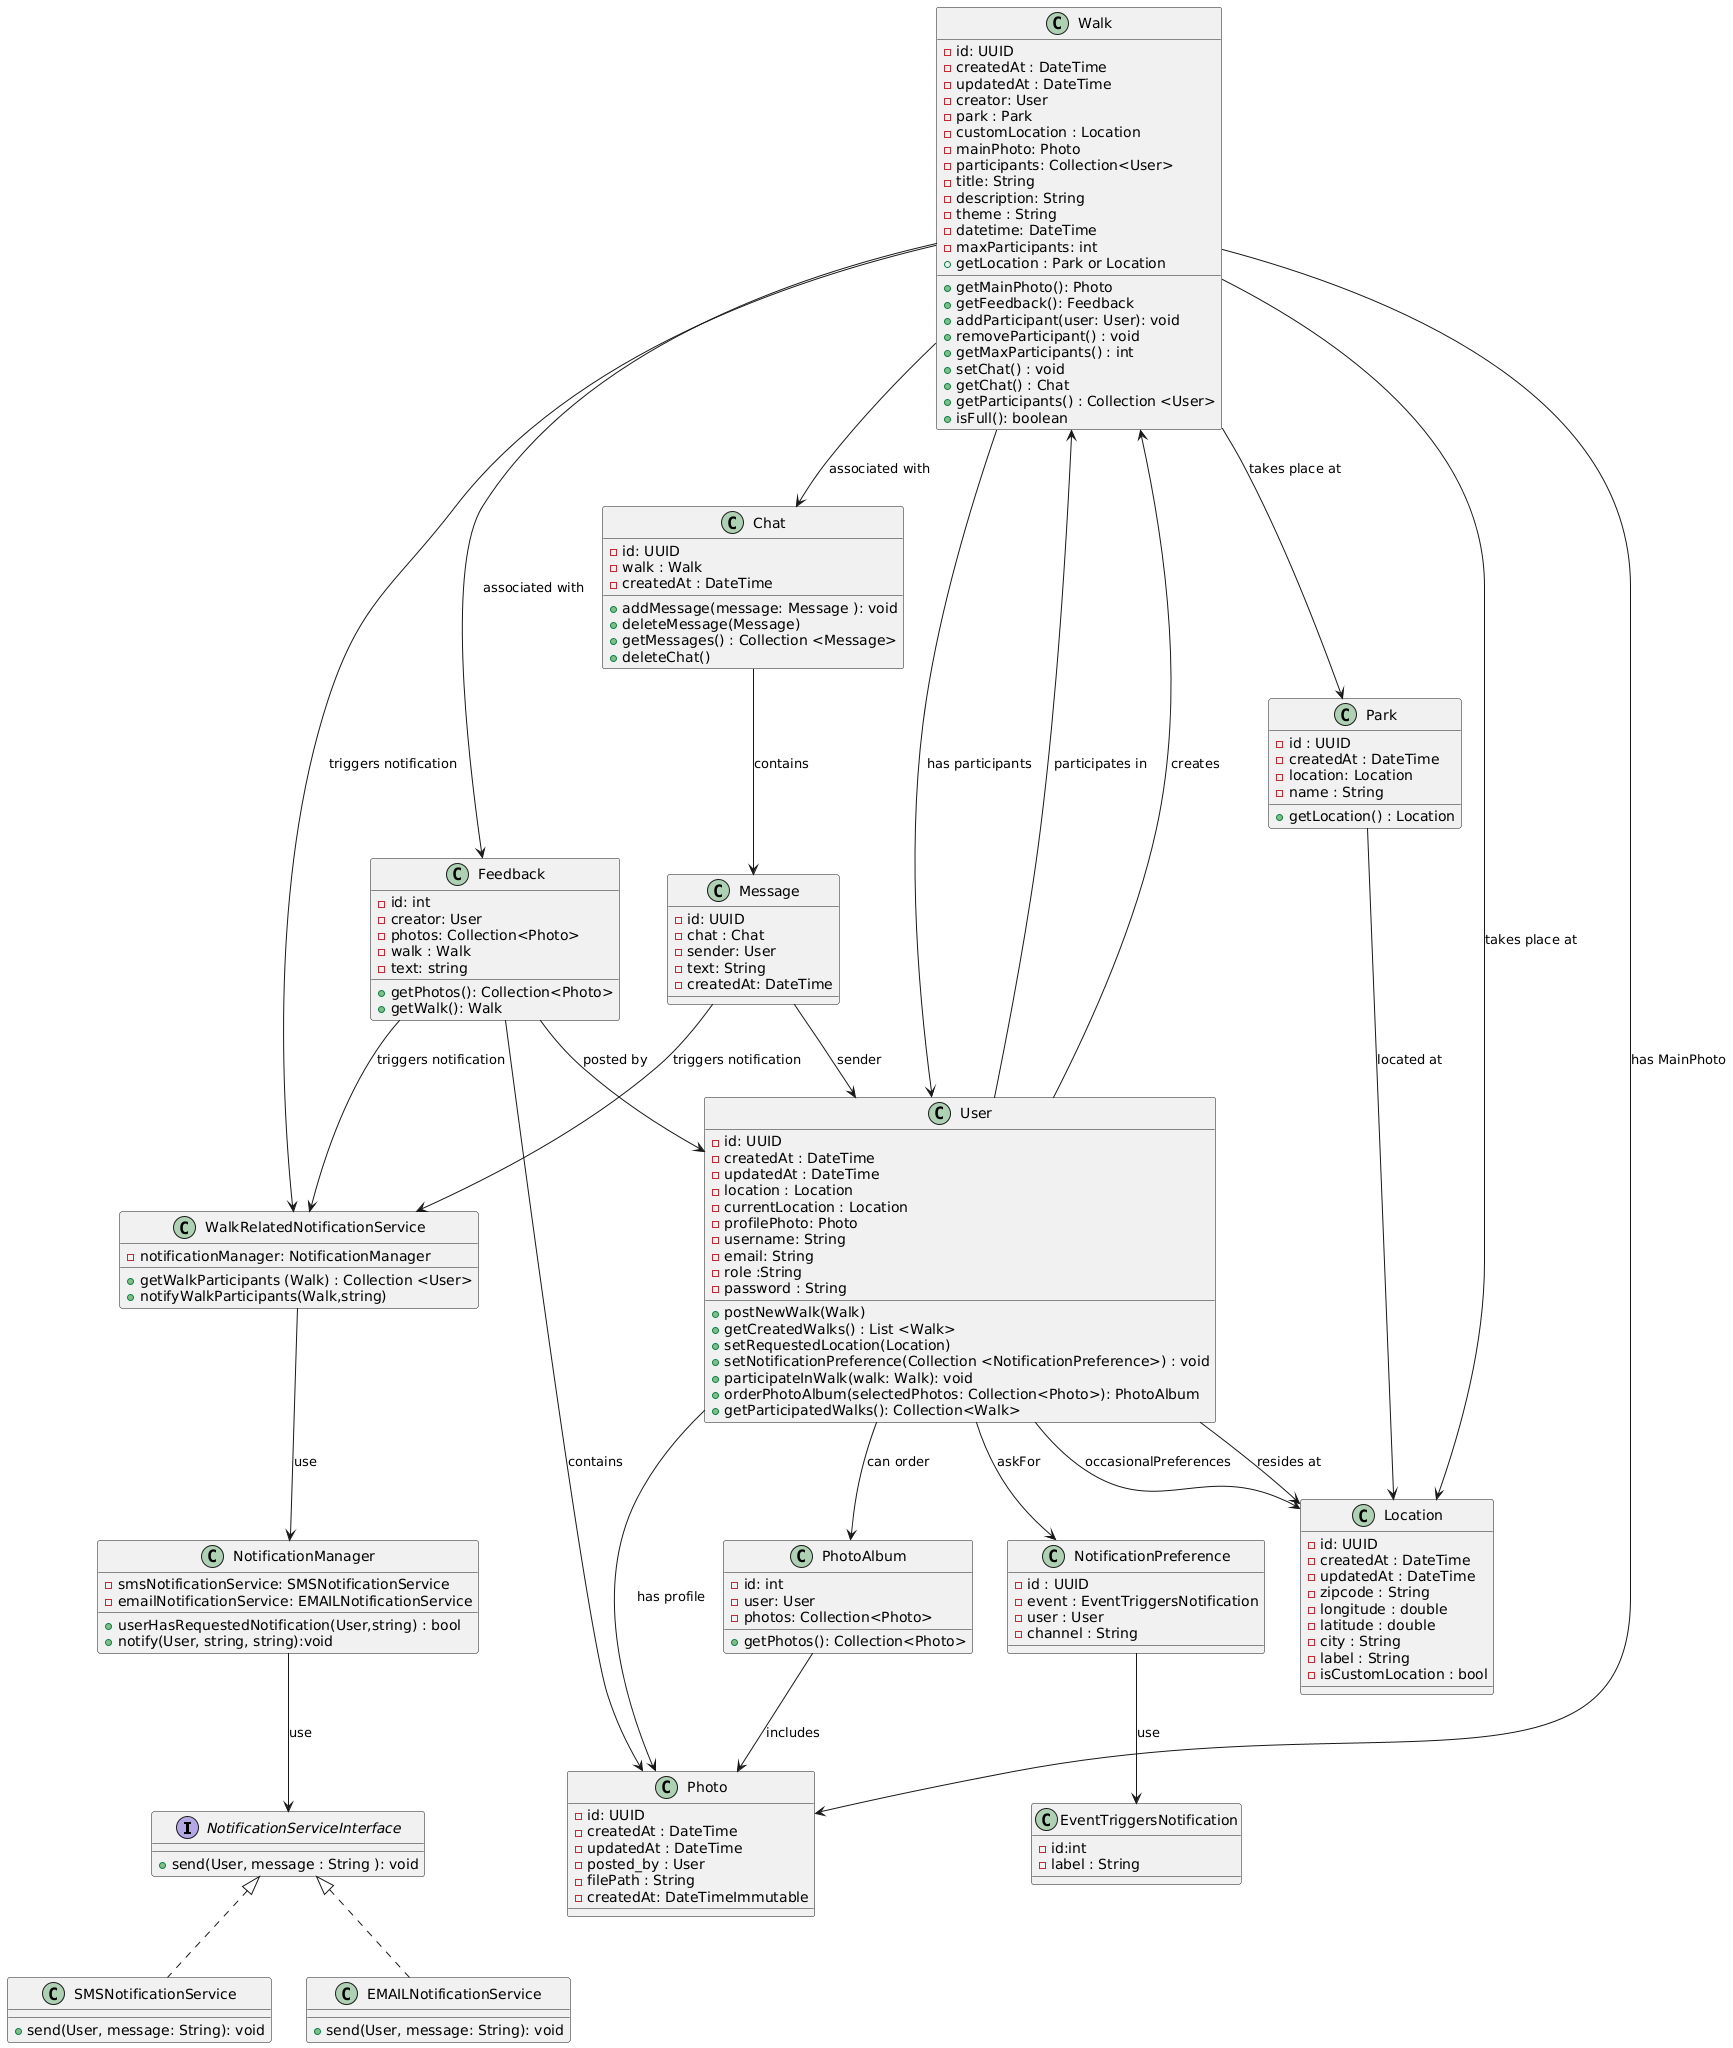 Walk
id: UUID
createdAt : DateTime
updatedAt : DateTime
creator: User
park : Park
customLocation : Location
mainPhoto: Photo
participants: Collection<User>
title: String
description: String
theme : String
datetime: DateTime
maxParticipants: int
getLocation : Park or Location
getMainPhoto(): Photo
getFeedback(): Feedback
addParticipant(user: User): void
removeParticipant() : void
getMaxParticipants() : int
setChat() : void
getChat() : Chat
getParticipants() : Collection <User>
isFull(): boolean
associated with
takes place at
Chat
id: UUID
walk : Walk
createdAt : DateTime
addMessage(message: Message ): void
deleteMessage(Message)
getMessages() : Collection <Message>
deleteChat()
associated with
triggers notification
contains
has participants
participates in
creates
Park
id : UUID
createdAt : DateTime
location: Location
name : String
getLocation() : Location
Feedback
id: int
creator: User
photos: Collection<Photo>
walk : Walk
text: string
getPhotos(): Collection<Photo>
getWalk(): Walk
Message
id: UUID
chat : Chat
sender: User
text: String
createdAt: DateTime
takes place at
triggers notification
posted by
triggers notification
sender
located at
has MainPhoto
User
id: UUID
createdAt : DateTime
updatedAt : DateTime
location : Location
currentLocation : Location
profilePhoto: Photo
username: String
email: String
role :String
password : String
postNewWalk(Walk)
getCreatedWalks() : List <Walk>
setRequestedLocation(Location)
setNotificationPreference(Collection <NotificationPreference>) : void
participateInWalk(walk: Walk): void
orderPhotoAlbum(selectedPhotos: Collection<Photo>): PhotoAlbum
getParticipatedWalks(): Collection<Walk>
WalkRelatedNotificationService
notificationManager: NotificationManager
getWalkParticipants (Walk) : Collection <User>
notifyWalkParticipants(Walk,string)
use
contains
can order
askFor
occasionalPreferences
resides at
NotificationManager
smsNotificationService: SMSNotificationService
emailNotificationService: EMAILNotificationService
userHasRequestedNotification(User,string) : bool
notify(User, string, string):void
has profile
PhotoAlbum
id: int
user: User
photos: Collection<Photo>
getPhotos(): Collection<Photo>
NotificationPreference
id : UUID
event : EventTriggersNotification
user : User
channel : String
Location
id: UUID
createdAt : DateTime
updatedAt : DateTime
zipcode : String
longitude : double
latitude : double
city : String
label : String
isCustomLocation : bool
use
includes
use
NotificationServiceInterface
send(User, message : String ): void
Photo
id: UUID
createdAt : DateTime
updatedAt : DateTime
posted_by : User
filePath : String
createdAt: DateTimeImmutable
EventTriggersNotification
id:int
label : String
SMSNotificationService
send(User, message: String): void
EMAILNotificationService
send(User, message: String): void